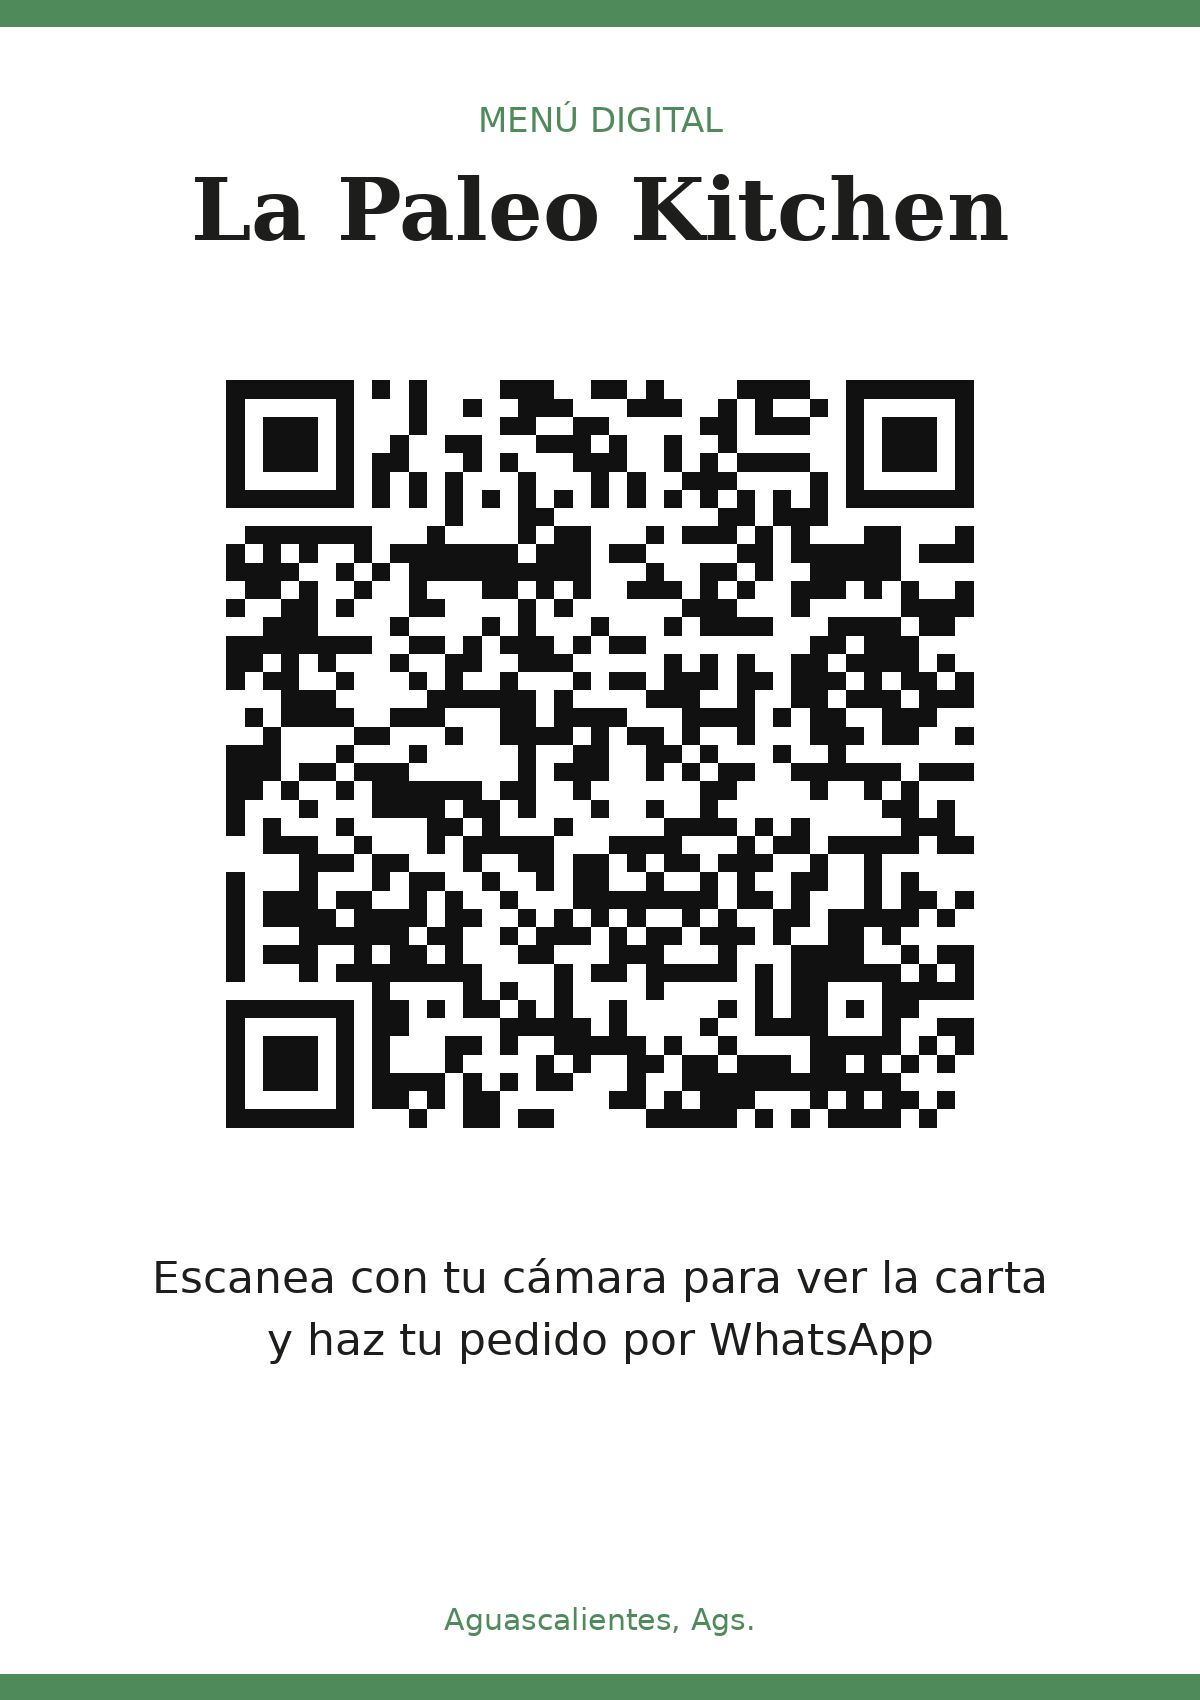 MENÚ DIGITAL
La Paleo Kitchen
Escanea con tu cámara para ver la carta
y haz tu pedido por WhatsApp
Aguascalientes, Ags.